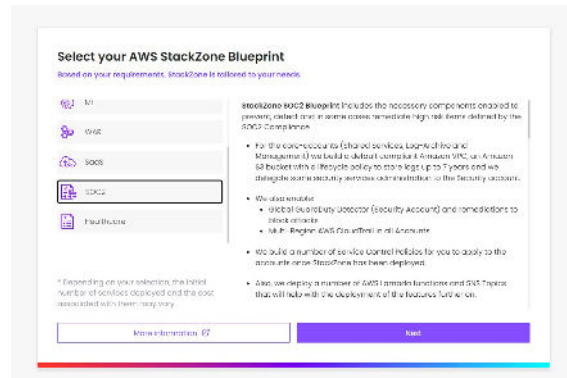 Select your AWS StackZone Blueprint
Based on your requirements, StackZone is tailored to your needs.
ML
WAR
SaaS
SOC2
Healthcare
* Depending on your selection, the initial
number of services deployed and the cost
associated with them may vary.
StackZone SOC2 Blueprint includes the necessary components enabled to
prevent, detect and in some cases remediate high risk items defined by the
SOC2 Compliance
• For the core-accounts (Shared Services, Log-Archive and
Management) we build a default compliant Amazon VPC, an Amazon
S3 bucket with a lifecycle policy to store logs up to 7 years and we
delegate some security services administration to the Security account.
• We also enable:
• Global GuardDuty Detector (Security Account) and remediations to
block attacks
• Multi-Region AWS CloudTrail in all Accounts
• We build a number of Service Control Policies for you to apply to the
accounts once StackZone has been deployed.
• Also, we deploy a number of AWS Lambda functions and SNS Topics
that will help with the deployment of the features further on.
More information
Next